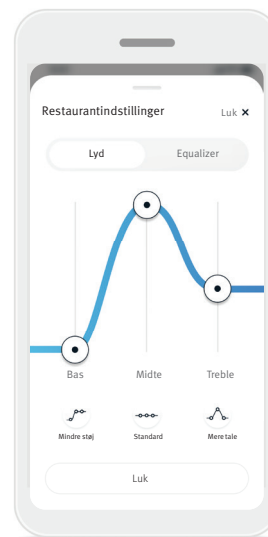 Restaurantindstillinger Luk ×
Lyd Equalizer
Bas Midte Treble
Mindre støj Standard Mere tale
Luk